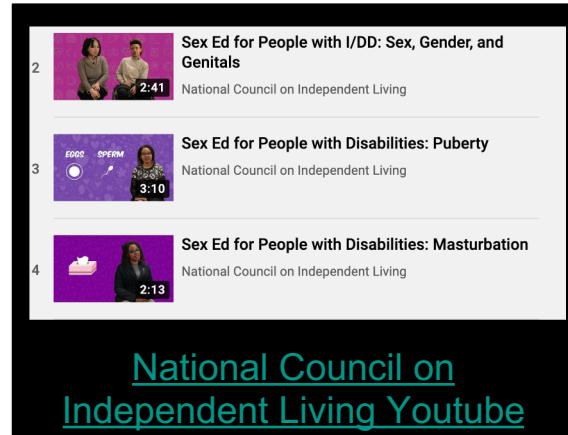 2
2:41
Sex Ed for People with I/DD: Sex, Gender, and
Genitals
National Council on Independent Living
3
EGGS SPERM
3:10
Sex Ed for People with Disabilities: Puberty
National Council on Independent Living
4
2:13
Sex Ed for People with Disabilities: Masturbation
National Council on Independent Living
National Council on
Independent Living Youtube